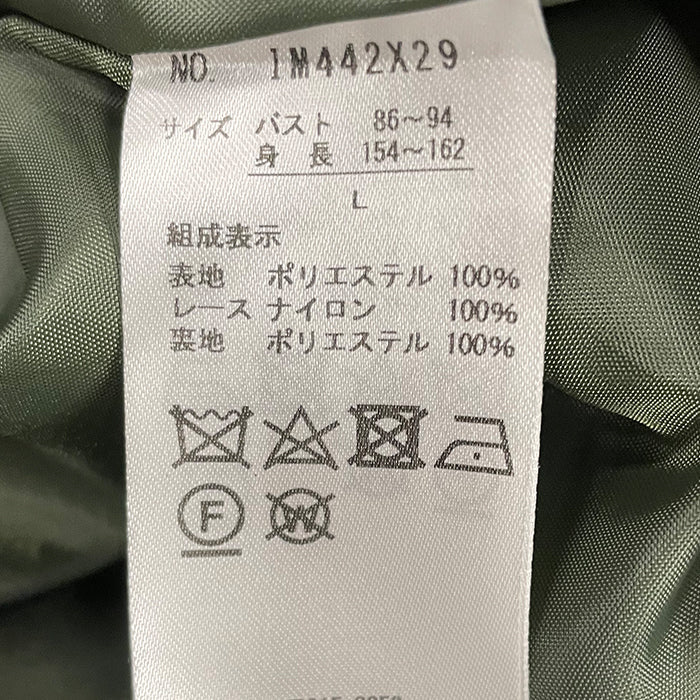 NO. 1M442X29
サイズ バスト 86〜94
身長 154〜162
L
組成表示
表地 ポリエステル 100%
レース ナイロン 100%
裏地 ポリエステル 100%
F W